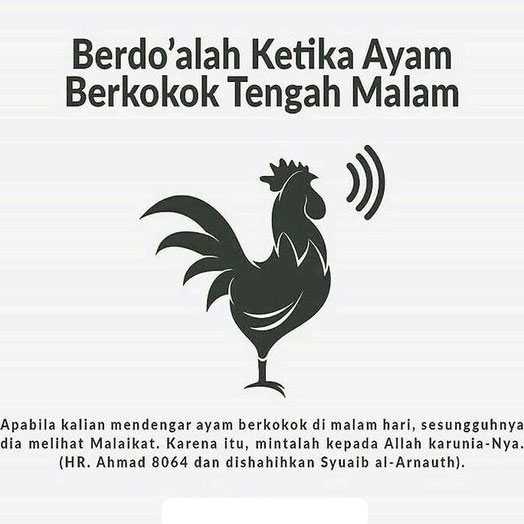 Berdo’alah Ketika Ayam
Berkokok Tengah Malam
Apabila kalian mendengar ayam berkokok di malam hari, sesungguhnya
dia melihat Malaikat. Karena itu, mintalah kepada Allah karunia-Nya.
(HR. Ahmad 8064 dan dishahihkan Syuaib al-Arnauth).